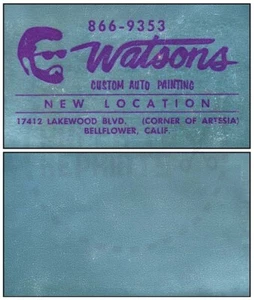 866-9353
Watsons
CUSTOM AUTO PAINTING
NEW LOCATION
17412 LAKEWOOD BLVD. (CORNER OF ARTESIA)
BELLFLOWER, CALIF.